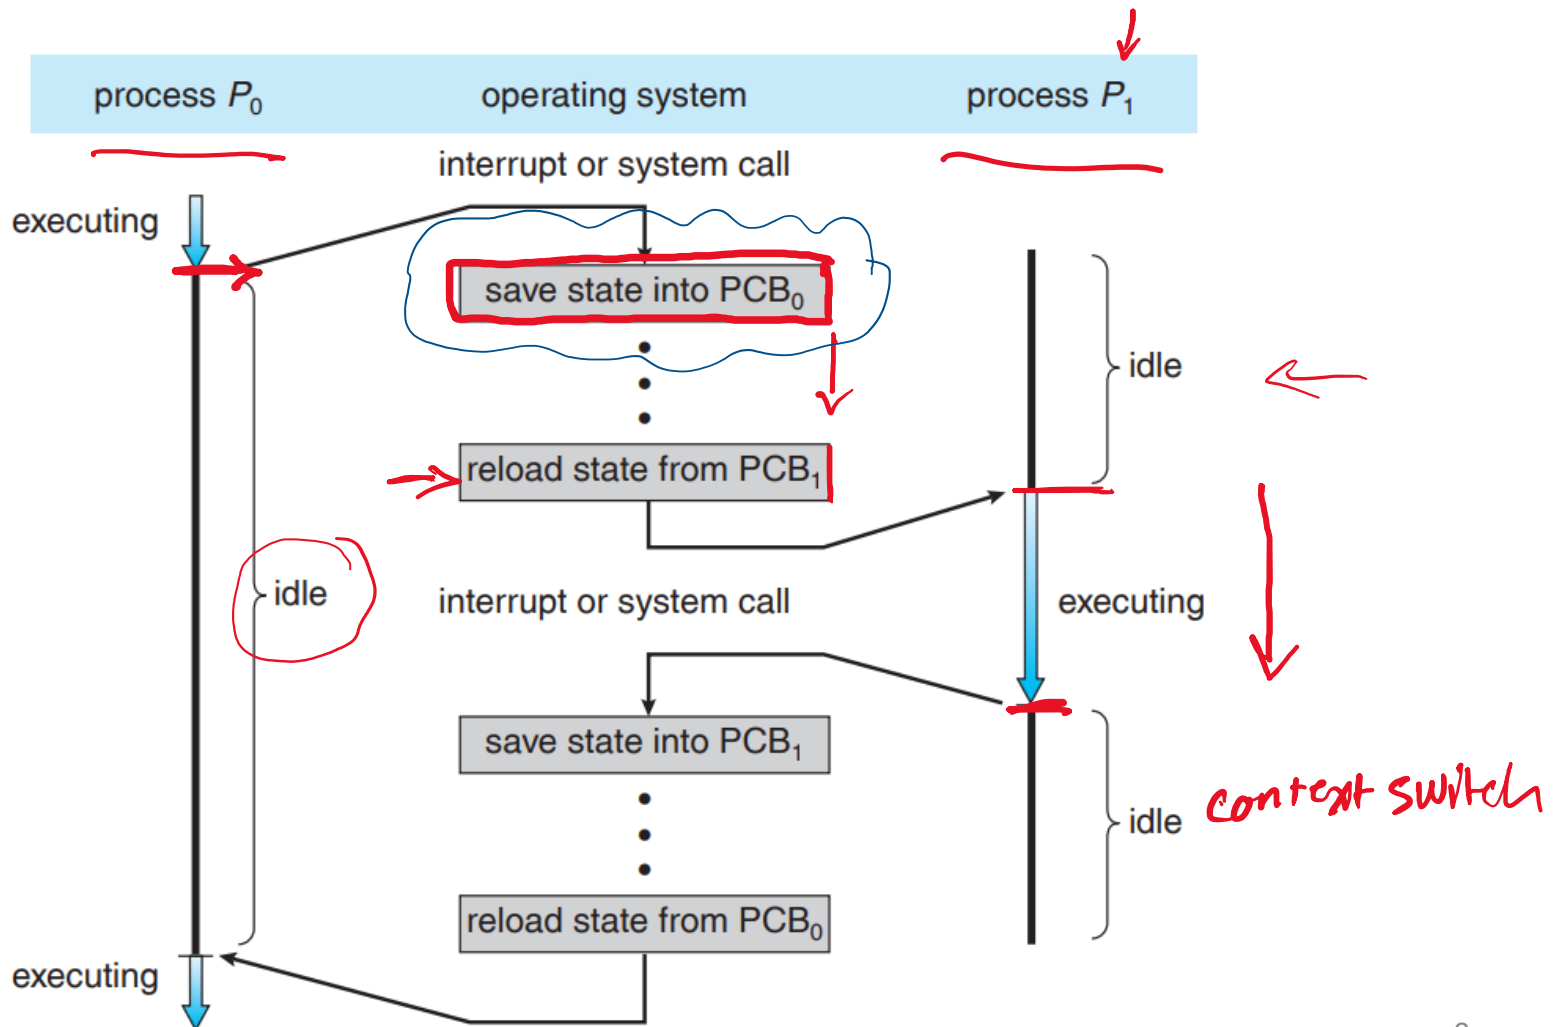 process P0 operating system process P1
interrupt or system call
executing
save state into PCB0
idle
reload state from PCB1
idle interrupt or system call executing
save state into PCB1
context switch
idle
reload state from PCB0
executing